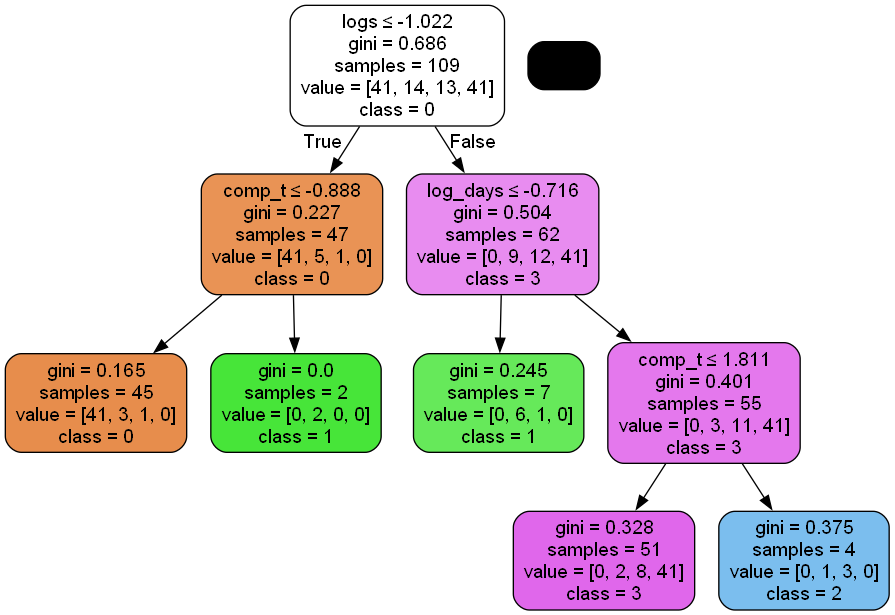 logs ≤ -1.022
gini = 0.686
samples = 109
value = [41, 14, 13, 41]
class = 0
True
False
comp_t ≤ -0.888
gini = 0.227
samples = 47
value = [41, 5, 1, 0]
class = 0
log_days ≤ -0.716
gini = 0.504
samples = 62
value = [0, 9, 12, 41]
class = 3
gini = 0.165
samples = 45
value = [41, 3, 1, 0]
class = 0
gini = 0.0
samples = 2
value = [0, 2, 0, 0]
class = 1
gini = 0.245
samples = 7
value = [0, 6, 1, 0]
class = 1
comp_t ≤ 1.811
gini = 0.401
samples = 55
value = [0, 3, 11, 41]
class = 3
gini = 0.328
samples = 51
value = [0, 2, 8, 41]
class = 3
gini = 0.375
samples = 4
value = [0, 1, 3, 0]
class = 2